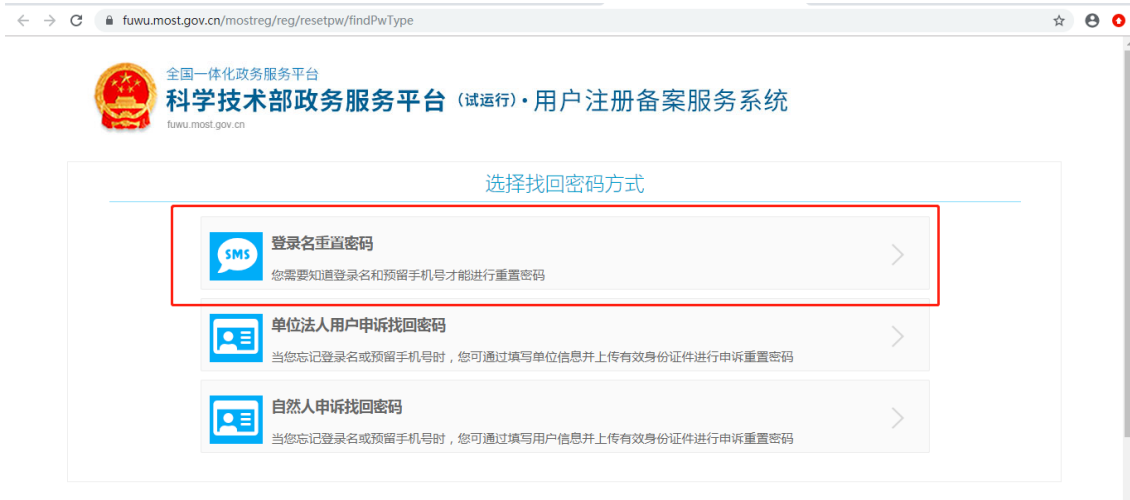 fuwu.most.gov.cn/mostreg/reg/resetpw/findPwType
全国一体化政务服务平台
科学技术部政务服务平台（试运行）·用户注册备案服务系统
fuwu.most.gov.cn
选择找回密码方式
SMS
登录名重置密码
您需要知道登录名和预留手机号才能进行重置密码
单位法人用户申诉找回密码
当您忘记登录名或预留手机号时，您可通过填写单位信息并上传有效身份证件进行申诉重置密码
自然人申诉找回密码
当您忘记登录名或预留手机号时，您可通过填写用户信息并上传有效身份证件进行申诉重置密码